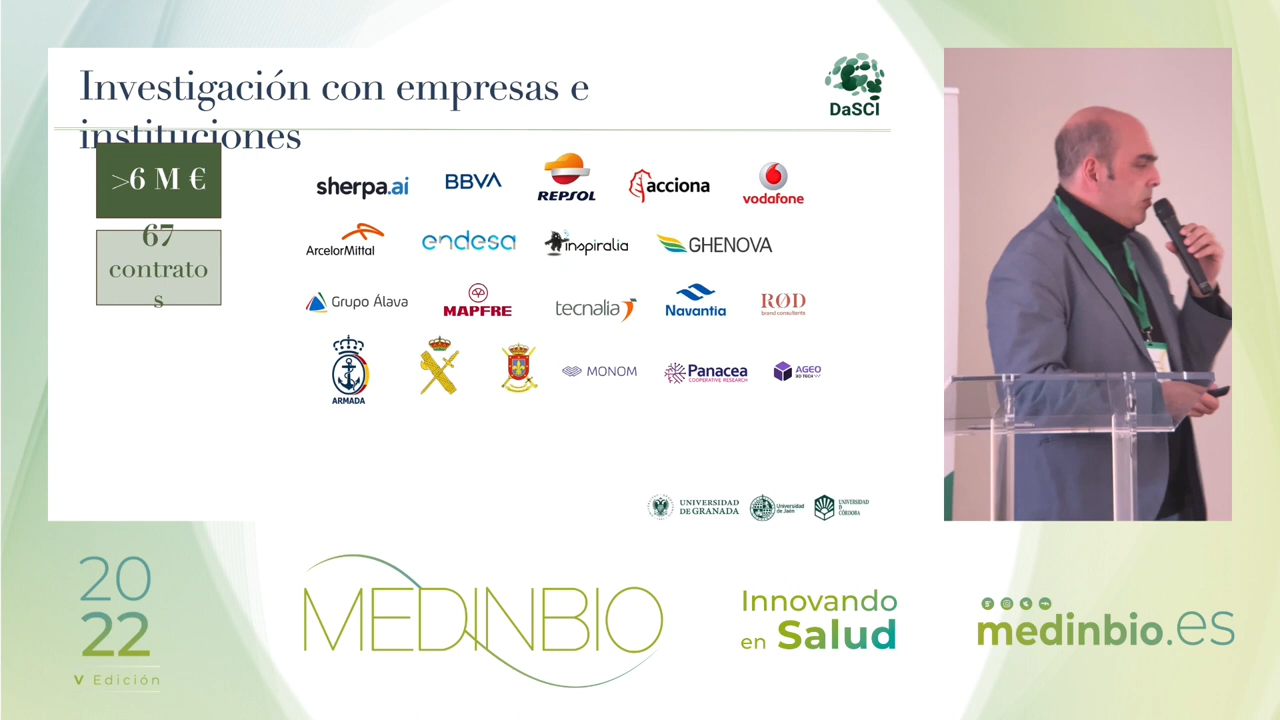 Investigación con empresas e
instituciones
DaSCI
>6 M €
67
contrato
s
sherpa.ai
BBVA
REPSOL
acciona
vodafone
ArcelorMittal
endesa
inspiralia
GHENOVA
Grupo Álava
MAPFRE
tecnalia
Navantia
RØD
brand consultants
ARMADA
MONOM
Panacea
COOPERATIVE RESEARCH
AGEO
3D TECH
UNIVERSIDAD
DE GRANADA
Universidad
de Jaén
UNIVERSIDAD
D
CÓRDOBA
20
22
V Edición
MEDINBIO
Innovando
en Salud
medinbio.es